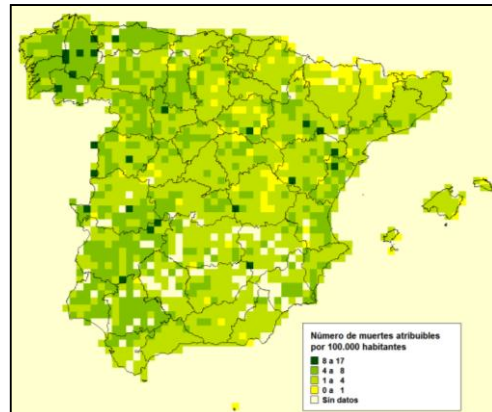 Número de muertes atribuibles
por 100.000 habitantes
8 a 17
4 a 8
1 a 4
0 a 1
Sin datos